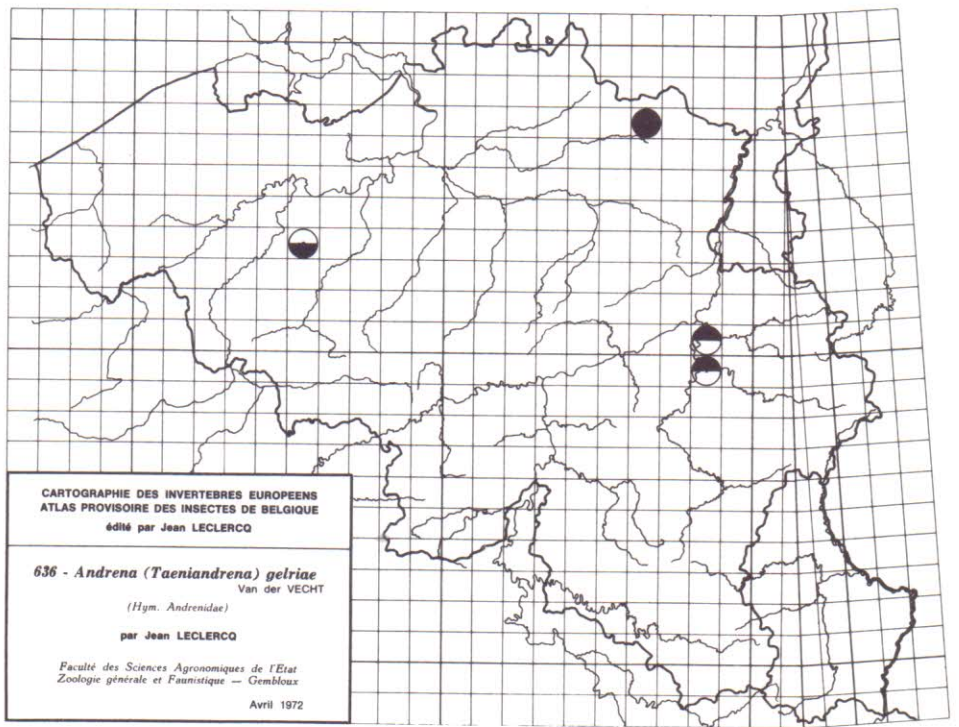 CARTOGRAPHIE DES INVERTEBRES EUROPEENS
ATLAS PROVISOIRE DES INSECTES DE BELGIQUE
édité par Jean LECLERCQ
636 - Andrena (Taeniandrena) gelriae
Van der VECHT
(Hym. Andrenidae)
par Jean LECLERCQ
Faculté des Sciences Agronomiques de l'Etat
Zoologie générale et Faunistique — Gembloux
Avril 1972